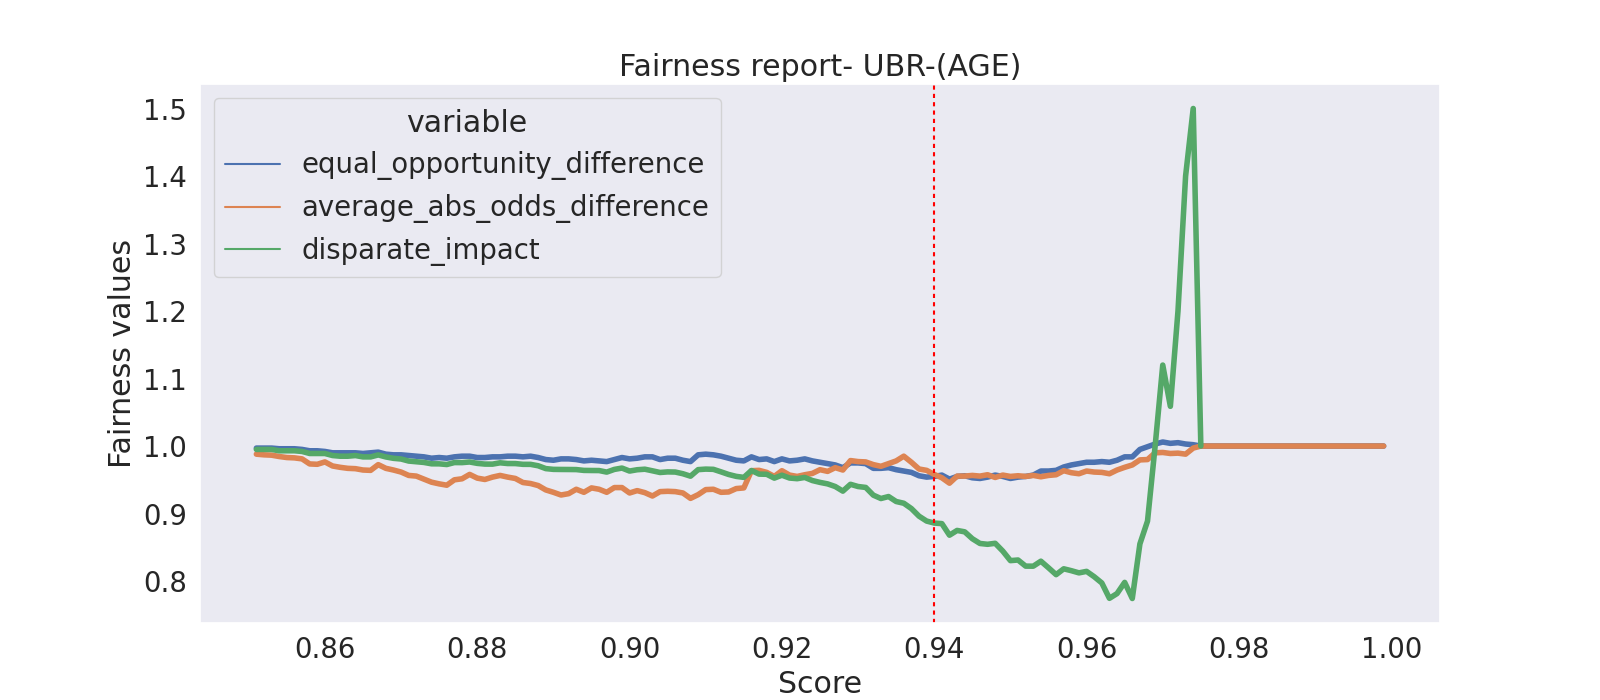 Fairness report- UBR-(AGE)
variable
equal_opportunity_difference
average_abs_odds_difference
disparate_impact
Fairness values
1.5
1.4
1.3
1.2
1.1
1.0
0.9
0.8
0.86 0.88 0.90 0.92 0.94 0.96 0.98 1.00
Score